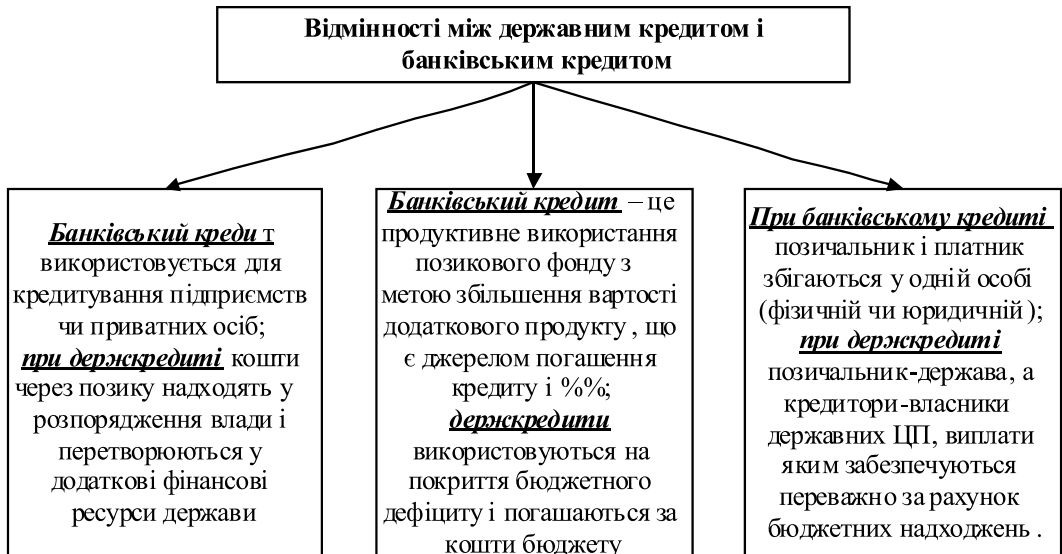 Відмінності між державним кредитом і
банківським кредитом
Банківський креди т
використовується для
кредитування підприємств
чи приватних осіб;
при держкредиті кошти
через позику надходять у
розпорядження влади і
перетворюються у
додаткові фінансові
ресурси держави
Банківський кредит – це
продуктивне використання
позикового фонду з
метою збільшення вартості
додаткового продукту , що
є джерелом погашення
кредиту і %%;
держкредити
використовуються на
покриття бюджетного
дефіциту і погашаються за
кошти бюджету
При банківському кредиті
позичальник і платник
збігаються у одній особі
(фізичній чи юридичній );
при держкредиті
позичальник-держава, а
кредитори-власники
державних ЦП, виплати
яким забезпечуються
переважно за рахунок
бюджетних надходжень .